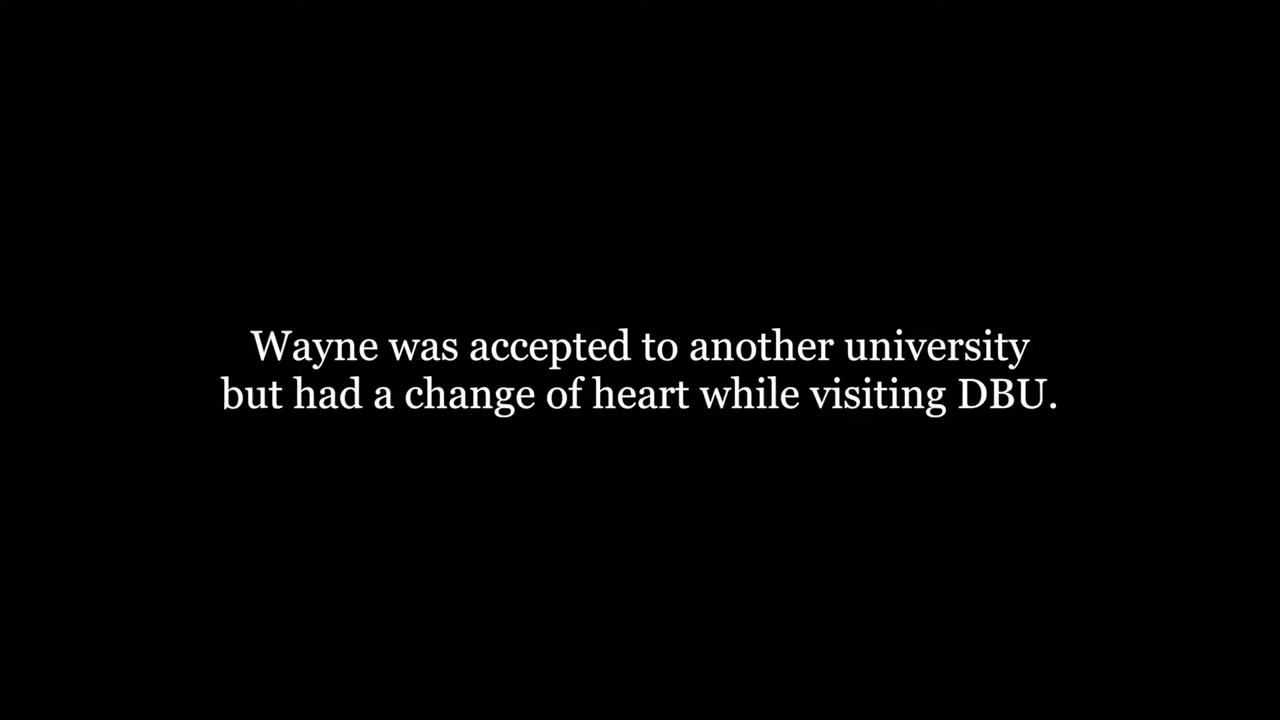 Wayne was accepted to another university
but had a change of heart while visiting DBU.